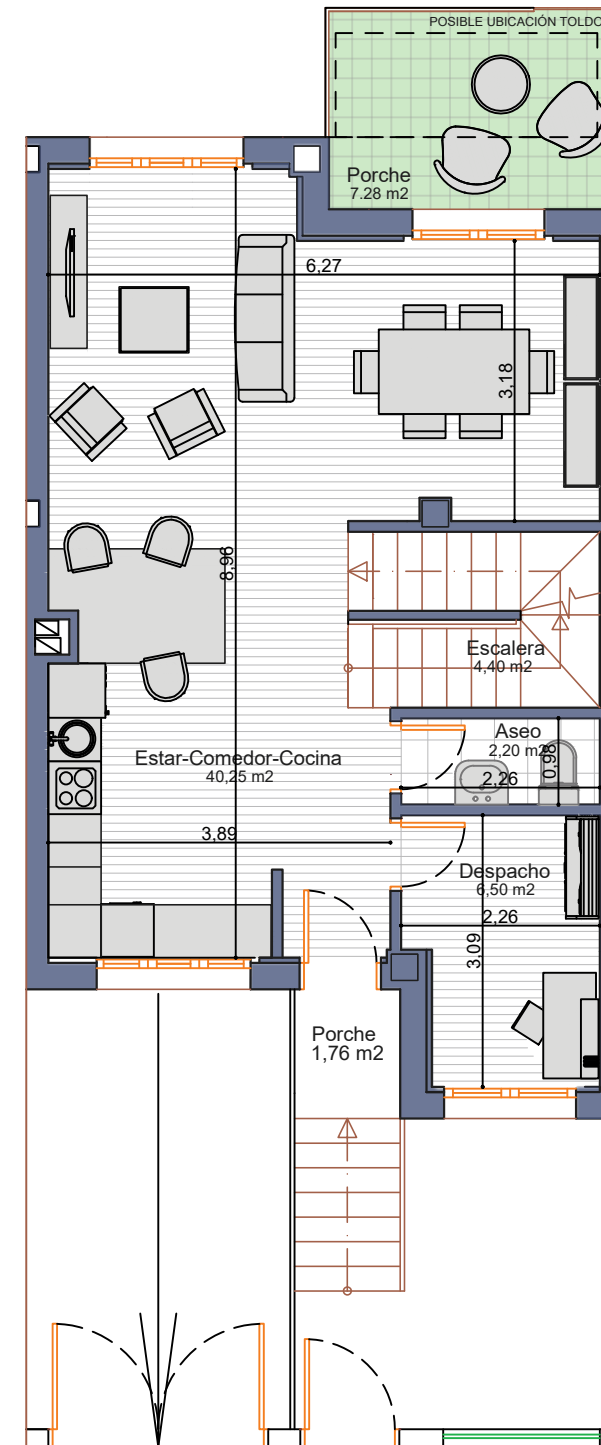 POSIBLE UBICACIÓN TOLDO
Porche
7.28 m2
6,27
3,18
8,96
Escalera
4,40 m2
Aseo
2,20 m2
0,98
2,26
Estar-Comedor-Cocina
40,25 m2
3,89
Despacho
6,50 m2
2,26
3,09
Porche
1,76 m2